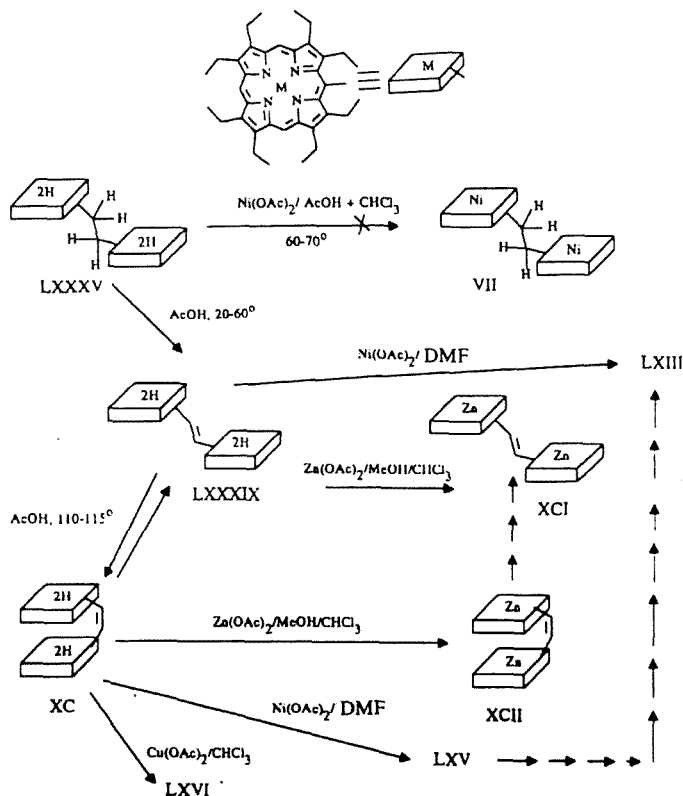 M
N
N
N
N
M
2H
H
H
H
H
2H
LXXXV
Ni(OAc)₂/ AcOH + CHCl₃
60-70°
Ni
H
H
H
H
Ni
VII
AcOH, 20-60°
Ni(OAc)₂/ DMF
LXIII
2H
2H
LXXXIX
Zn(OAc)₂/MeOH/CHCl₃
Zn
Zn
XCI
AcOH, 110-115°
2H
2H
XC
Zn(OAc)₂/MeOH/CHCl₃
Zn
Zn
XCII
Ni(OAc)₂/ DMF
Cu(OAc)₂/CHCl₃
LXVI
LXV